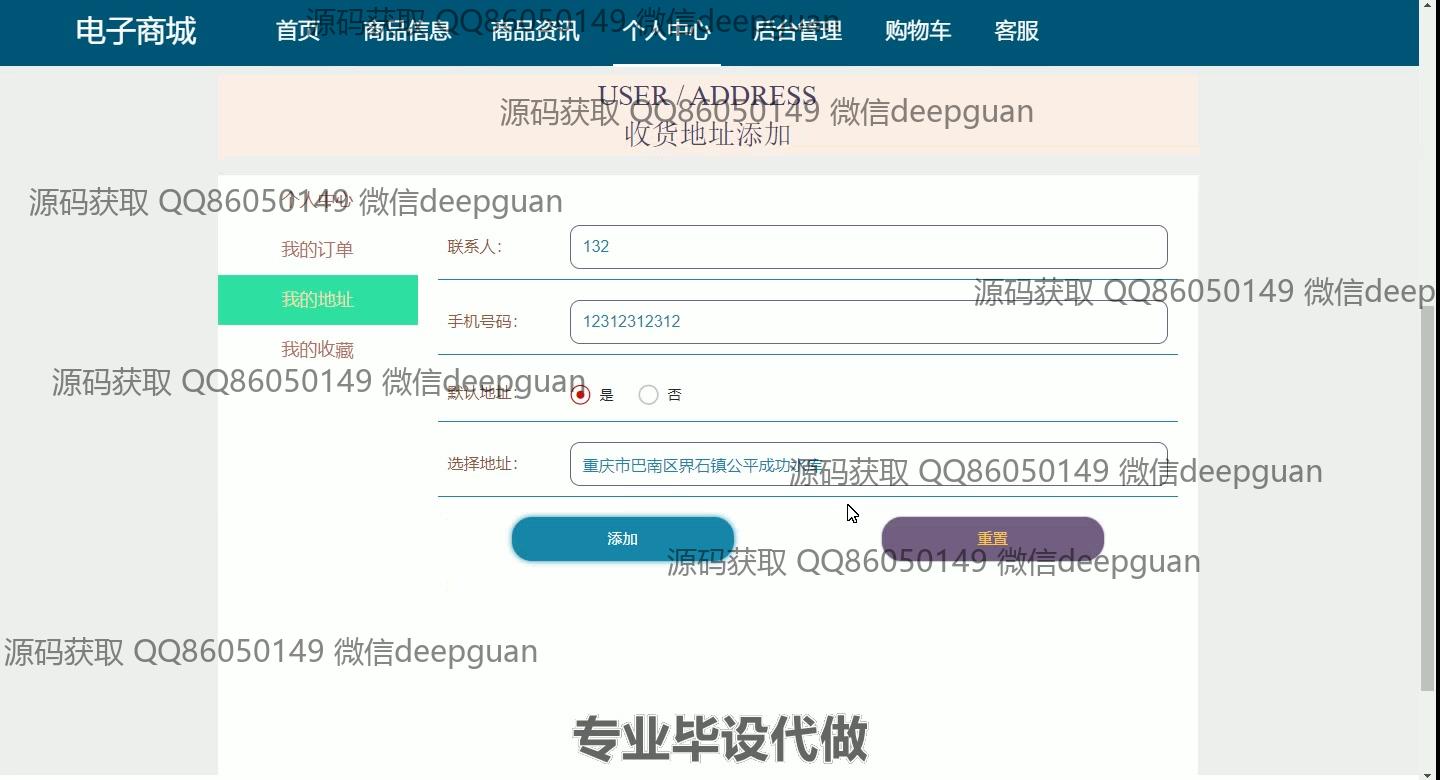 电子商城 首页 商品信息 商品资讯 个人中心 后台管理 购物车 客服
源码获取 QQ86050149 微信deepguan
USER / ADDRESS
源码获取 QQ86050149 微信deepguan
收货地址添加
个人中心
源码获取 QQ86050149 微信deepguan
联系人： 132
我的订单
源码获取 QQ86050149 微信deep
我的地址
手机号码： 12312312312
我的收藏
源码获取 QQ86050149 微信deepguan
默认地址： 是 否
选择地址： 重庆市巴南区界石镇公平成功水库
源码获取 QQ86050149 微信deepguan
添加 重置
源码获取 QQ86050149 微信deepguan
源码获取 QQ86050149 微信deepguan
专业毕设代做